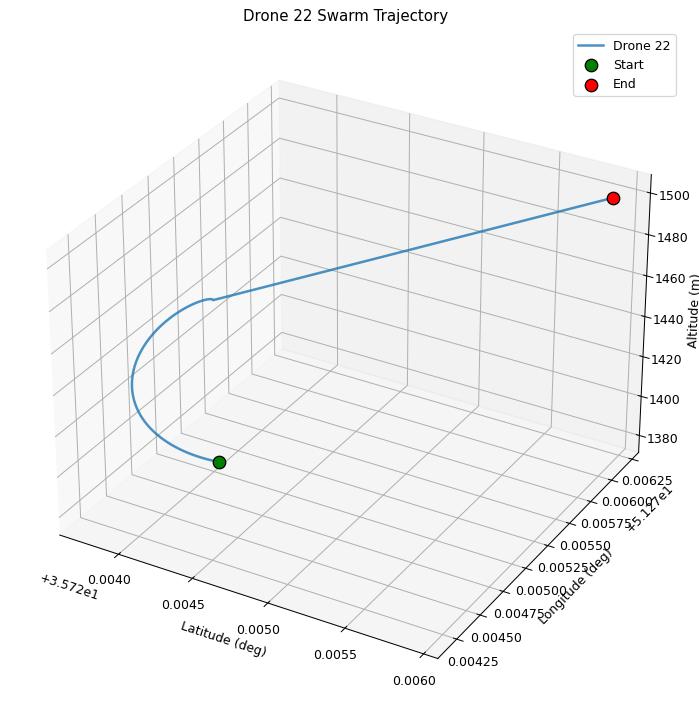 Drone 22 Swarm Trajectory
Drone 22
Start
End
1500
1480
1460
1440
1420
1400
1380
Altitude (m)
0.00625
0.00600
0.00575
0.00550
0.00525
0.00500
0.00475
0.00450
0.00425
+5.127e1
Longitude (deg)
+3.572e1
0.0040
0.0045
0.0050
0.0055
0.0060
Latitude (deg)